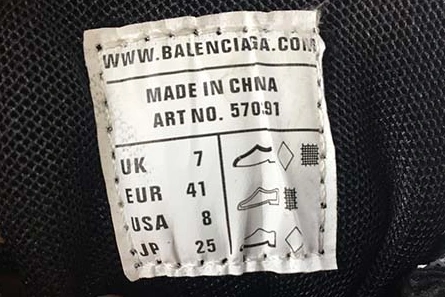 WWW.BALENCIAGA.COM
MADE IN CHNA
ART NO. 57091
UK 7
EUR 41
USA 8
JP 25